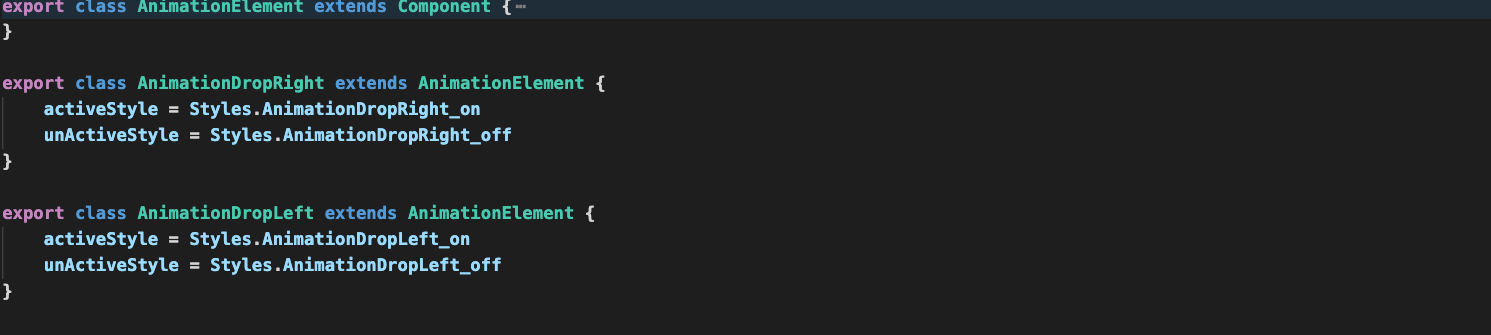 export class AnimationElement extends Component {…
}
export class AnimationDropRight extends AnimationElement {
activeStyle = Styles.AnimationDropRight_on
unActiveStyle = Styles.AnimationDropRight_off
}
export class AnimationDropLeft extends AnimationElement {
activeStyle = Styles.AnimationDropLeft_on
unActiveStyle = Styles.AnimationDropLeft_off
}